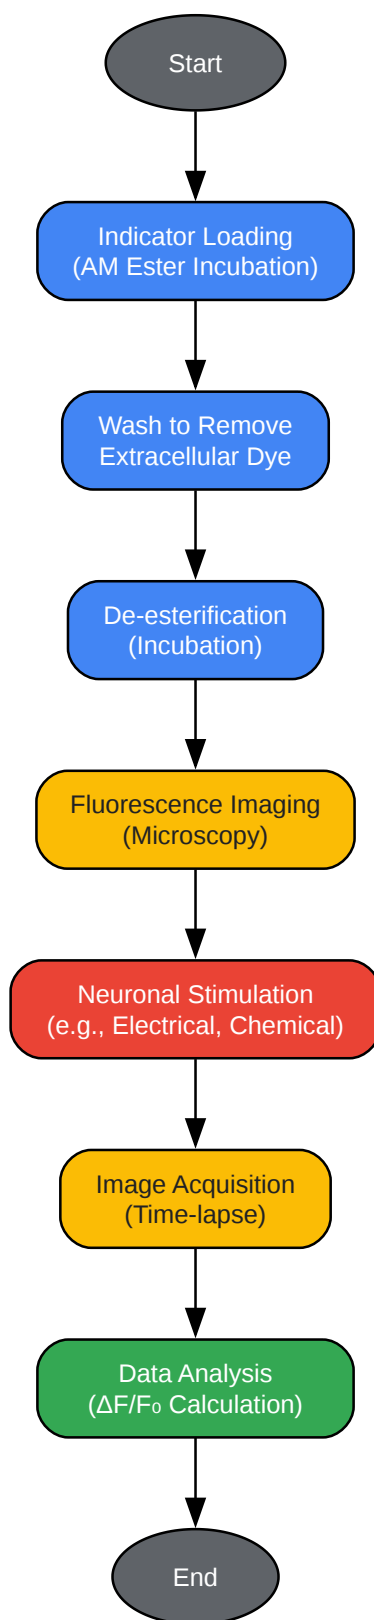 Start
Indicator Loading
(AM Ester Incubation)
Wash to Remove
Extracellular Dye
De-esterification
(Incubation)
Fluorescence Imaging
(Microscopy)
Neuronal Stimulation
(e.g., Electrical, Chemical)
Image Acquisition
(Time-lapse)
Data Analysis
(ΔF/F₀ Calculation)
End